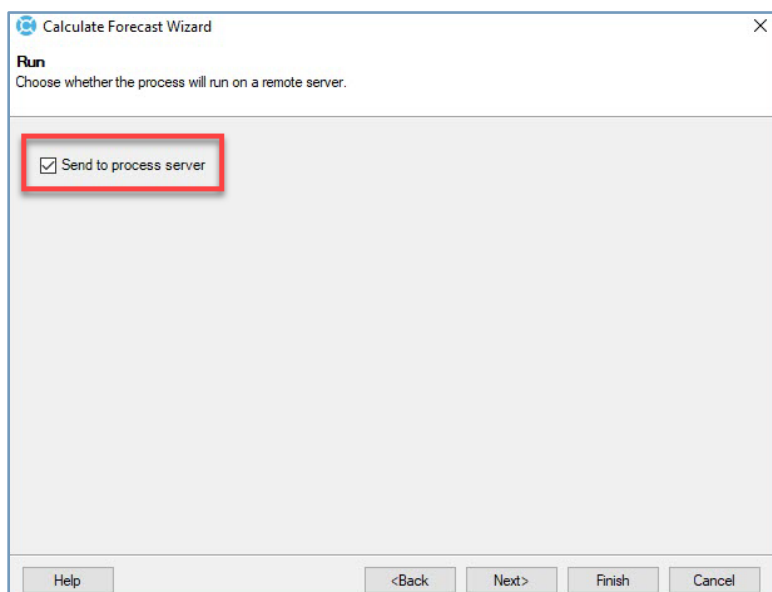 Calculate Forecast Wizard
Run
Choose whether the process will run on a remote server.
Send to process server
Help
<Back
Next>
Finish
Cancel